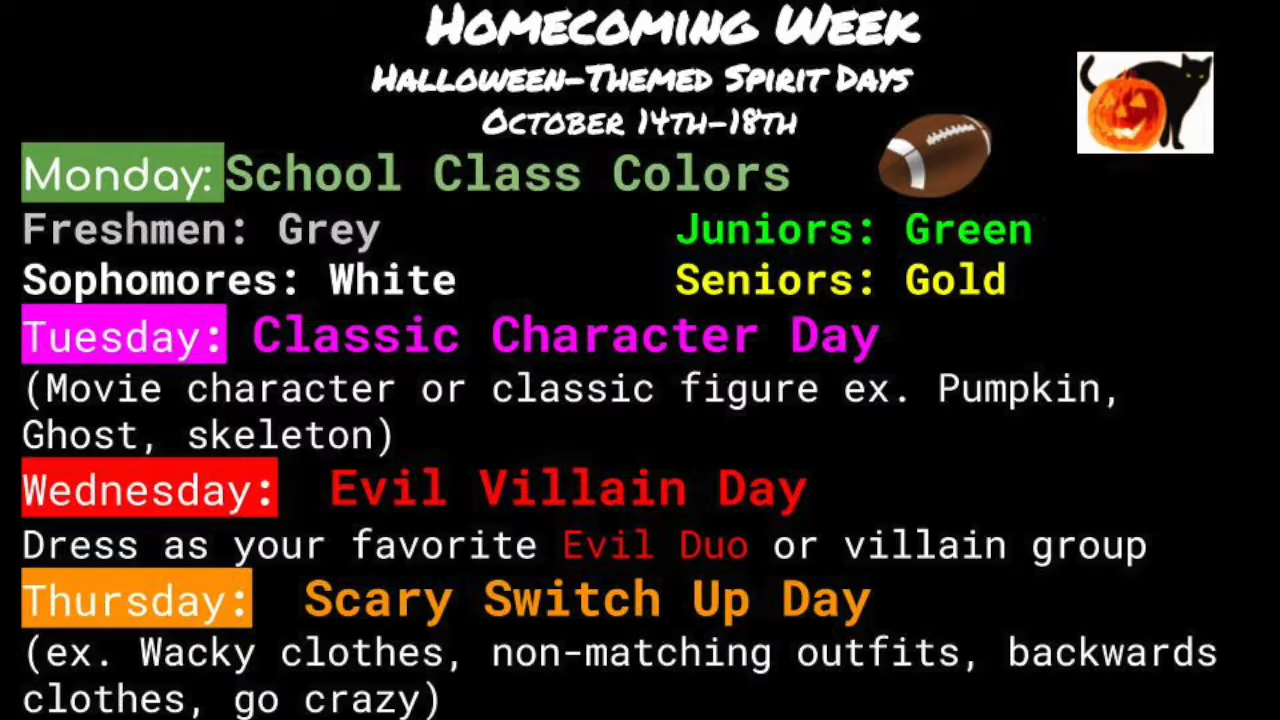 Homecoming Week
Halloween-Themed Spirit Days
October 14th-18th
Monday: School Class Colors
Freshmen: Grey Juniors: Green
Sophomores: White Seniors: Gold
Tuesday: Classic Character Day
(Movie character or classic figure ex. Pumpkin,
Ghost, skeleton)
Wednesday: Evil Villain Day
Dress as your favorite Evil Duo or villain group
Thursday: Scary Switch Up Day
(ex. Wacky clothes, non-matching outfits, backwards
clothes, go crazy)